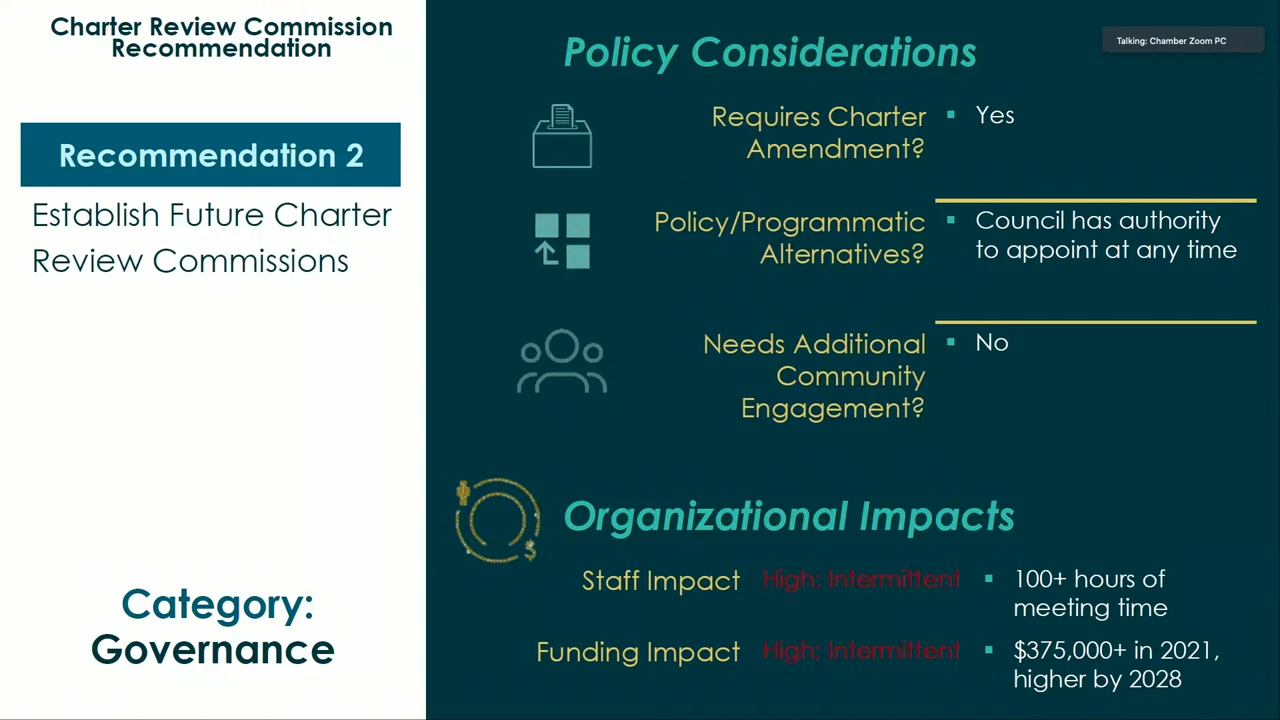 Charter Review Commission
Recommendation
Recommendation 2
Establish Future Charter
Review Commissions
Category:
Governance
Policy Considerations
Talking: Chamber Zoom PC
Requires Charter
Amendment?
▪ Yes
Policy/Programmatic
Alternatives?
▪ Council has authority
to appoint at any time
Needs Additional
Community
Engagement?
▪ No
Organizational Impacts
Staff Impact
High; Intermittent
▪ 100+ hours of
meeting time
Funding Impact
High; Intermittent
▪ $375,000+ in 2021,
higher by 2028